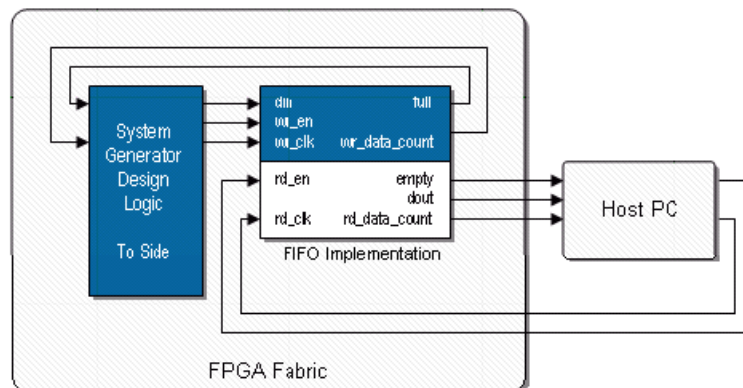 System
Generator
Design
Logic
To Side
din full
wr_en
wr_clk wr_data_count
rd_en empty
dout
rd_clk rd_data_count
FIFO Implementation
Host PC
FPGA Fabric